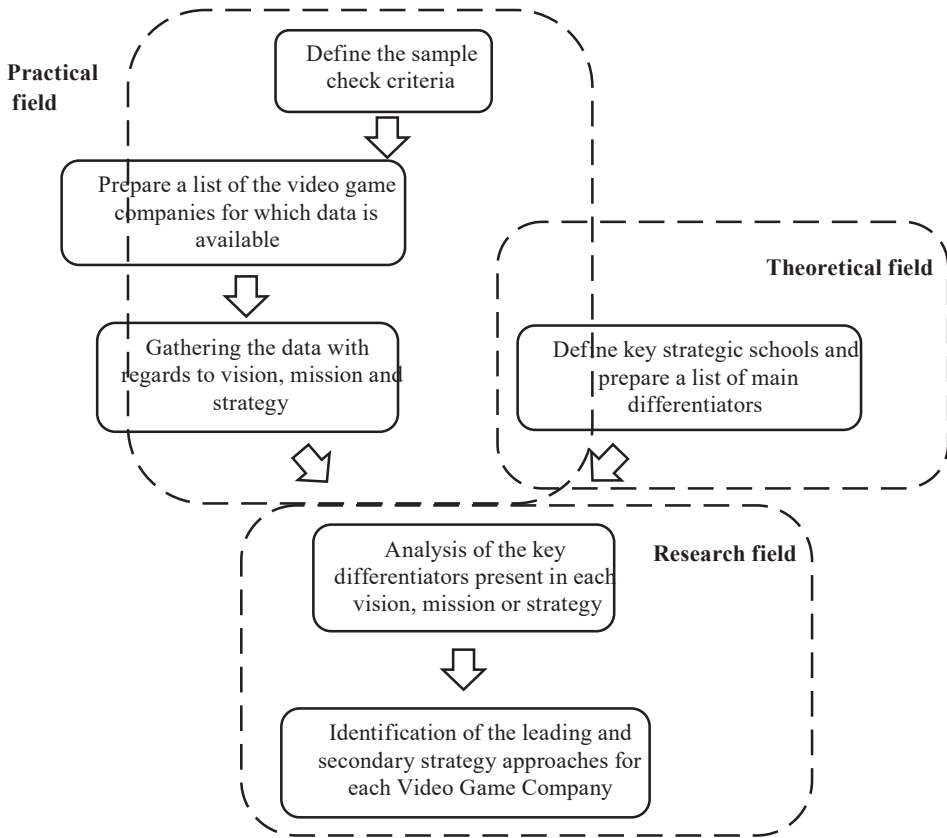 Practical
field
Define the sample
check criteria
Prepare a list of the video game
companies for which data is
available
Gathering the data with
regards to vision, mission and
strategy
Theoretical field
Define key strategic schools and
prepare a list of main
differentiators
Research field
Analysis of the key
differentiators present in each
vision, mission or strategy
Identification of the leading and
secondary strategy approaches for
each Video Game Company